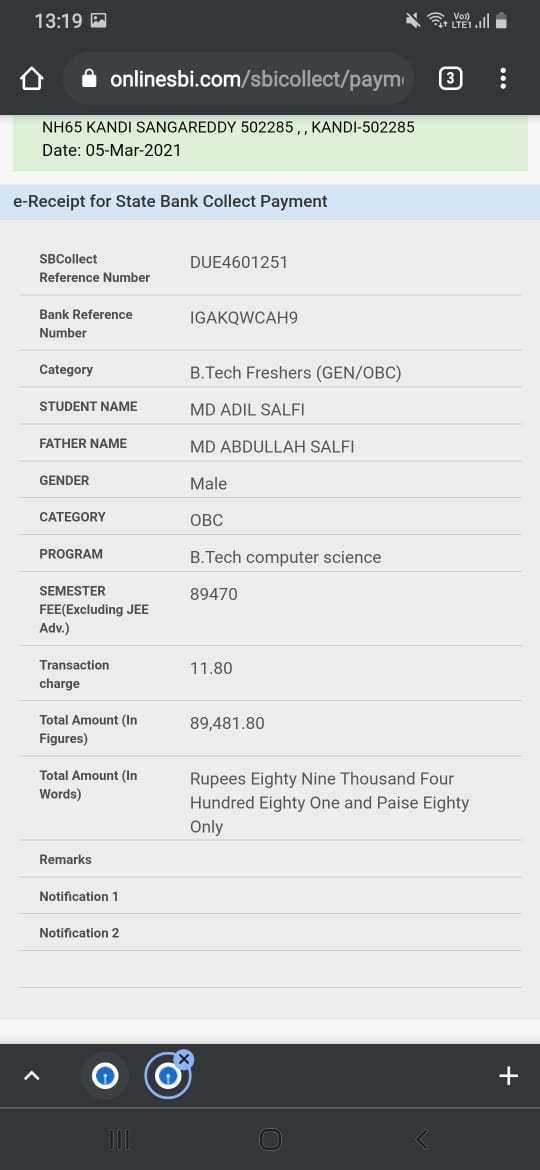 13:19
Vo))
LTE1
onlinesbi.com/sbicollect/paym
3
NH65 KANDI SANGAREDDY 502285 , , KANDI-502285
Date: 05-Mar-2021
e-Receipt for State Bank Collect Payment
SBCollect
Reference Number
DUE4601251
Bank Reference
Number
IGAKQWCAH9
Category
B.Tech Freshers (GEN/OBC)
STUDENT NAME
MD ADIL SALFI
FATHER NAME
MD ABDULLAH SALFI
GENDER
Male
CATEGORY
OBC
PROGRAM
B.Tech computer science
SEMESTER
FEE(Excluding JEE
Adv.)
89470
Transaction
charge
11.80
Total Amount (In
Figures)
89,481.80
Total Amount (In
Words)
Rupees Eighty Nine Thousand Four
Hundred Eighty One and Paise Eighty
Only
Remarks
Notification 1
Notification 2